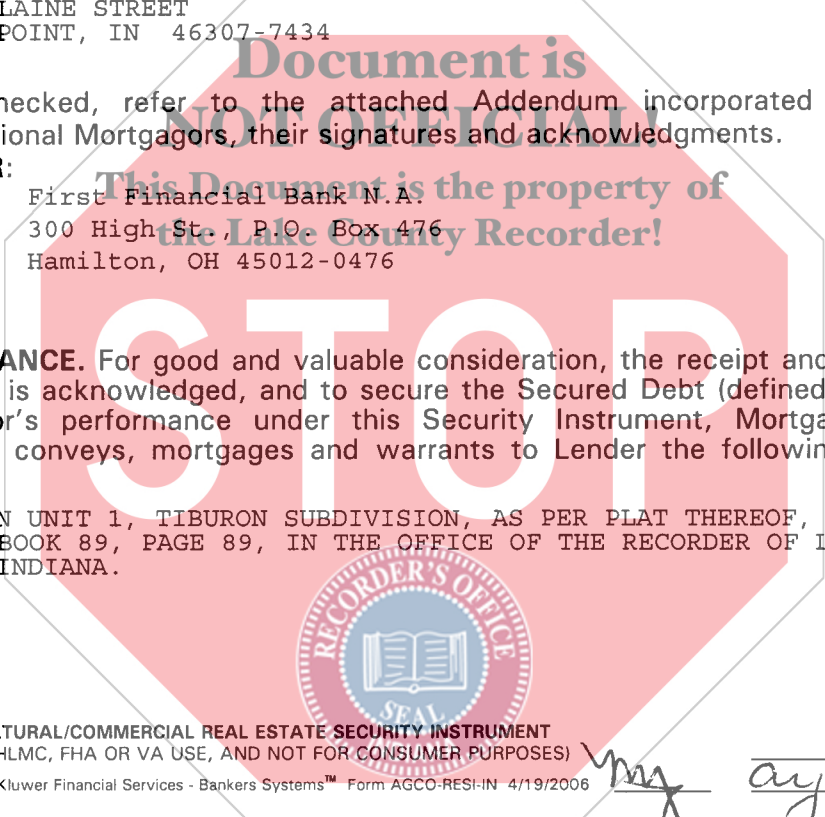 LAINE STREET
POINT, IN 46307-7434
Document is
necked, refer to the attached Addendum incorporated
NOT OFFICIAL!
ional Mortgagors, their signatures and acknowledgments.
R:
This Document is the property of
First Financial Bank N.A.
300 High St., P.O. Box 476
the Lake County Recorder!
Hamilton, OH 45012-0476
STOP
ANCE. For good and valuable consideration, the receipt and
is acknowledged, and to secure the Secured Debt (defined
or's performance under this Security Instrument, Mortga
conveys, mortgages and warrants to Lender the followin
N UNIT 1, TIBURON SUBDIVISION, AS PER PLAT THEREOF,
BOOK 89, PAGE 89, IN THE OFFICE OF THE RECORDER OF L
INDIANA.
RECORDER'S OFFICE
SEAL
TURAL/COMMERCIAL REAL ESTATE SECURITY INSTRUMENT
HLMC, FHA OR VA USE, AND NOT FOR CONSUMER PURPOSES)
Kluwer Financial Services - Bankers Systems™ Form AGCO-RESI-IN 4/19/2006